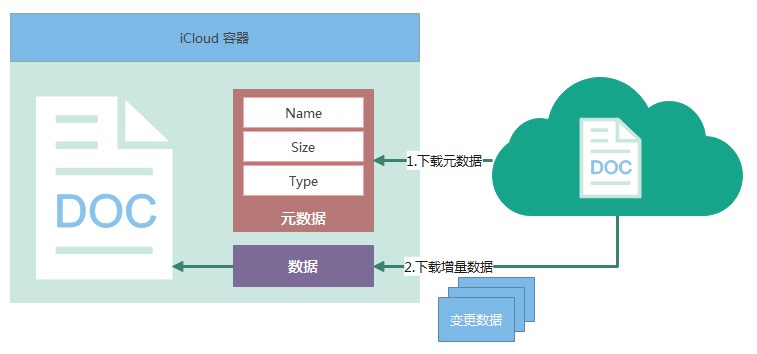 iCloud 容器
DOC
Name
Size
Type
元数据
数据
1.下载元数据
DOC
2.下载增量数据
变更数据